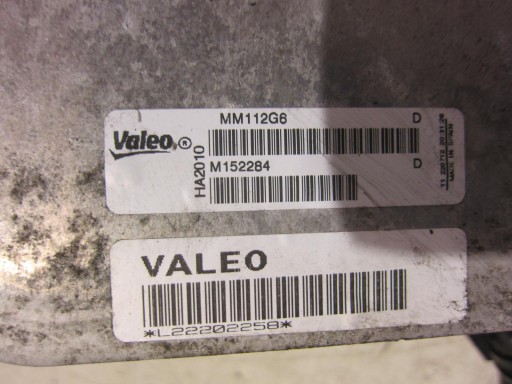 MM112G6 D
Valeo®
HA2010
M152284 D
MADE IN SPAIN
VALEO
*L22202258*